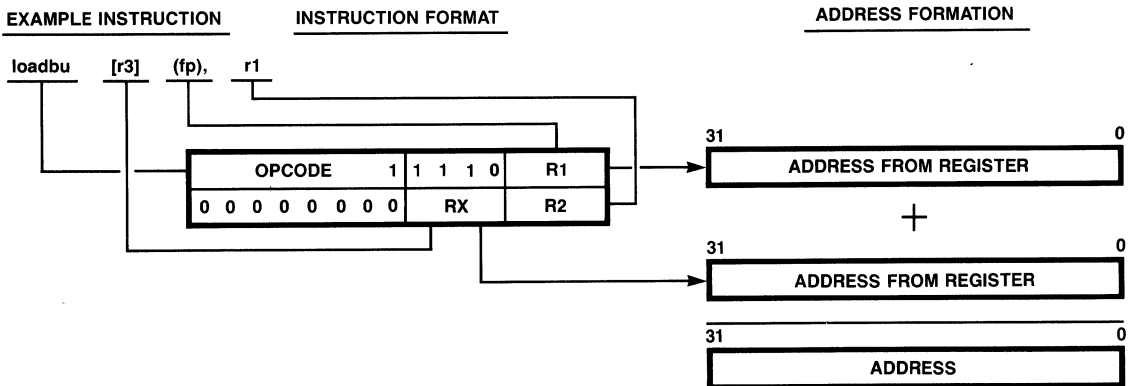 EXAMPLE INSTRUCTION INSTRUCTION FORMAT ADDRESS FORMATION
loadbu [r3] (fp), r1
31 0
OPCODE 1 1 1 1 0 R1 ADDRESS FROM REGISTER
0 0 0 0 0 0 0 0 RX R2
+
31 0
ADDRESS FROM REGISTER
31 0
ADDRESS